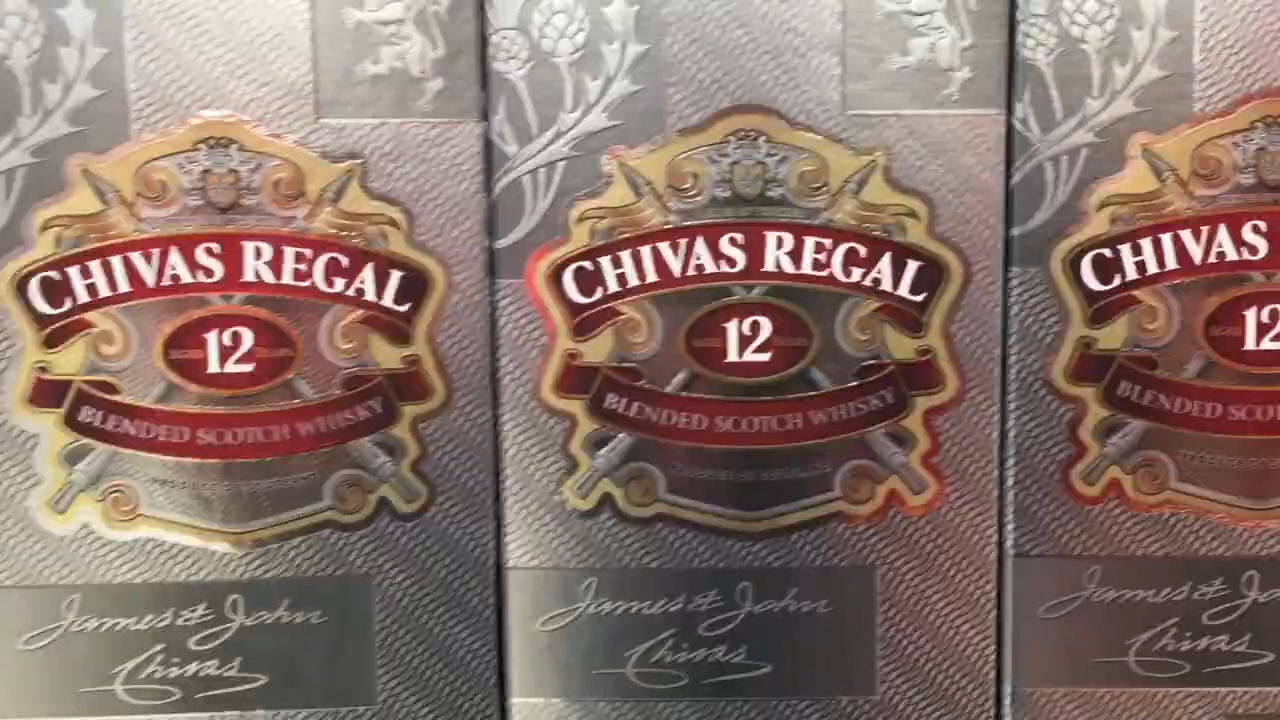 CHIVAS REGAL
12
BLENDED SCOTCH WHISKY
James & John
Chivas
CHIVAS REGAL
12
BLENDED SCOTCH WHISKY
James & John
Chivas
CHIVAS
12
BLENDED SCO
James & Jo
Chivas